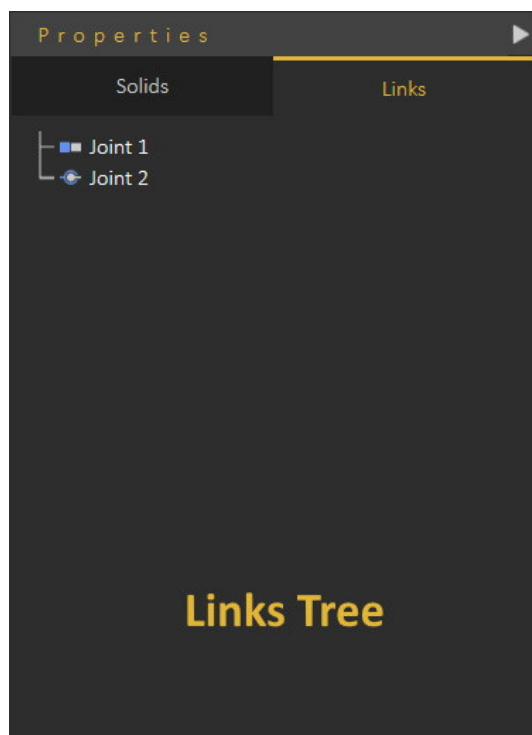 Properties
Solids
Links
Joint 1
Joint 2
Links Tree